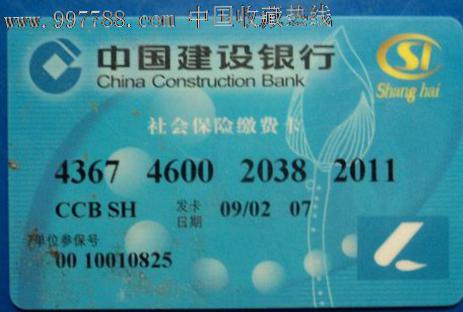 www.997788.com 中国收藏热线
中国建设银行
China Construction Bank
SI
Shang hai
社会保险缴费卡
4367 4600 2038 2011
CCB SH 发卡日期 09/02 07
单位参保号
00 10010825